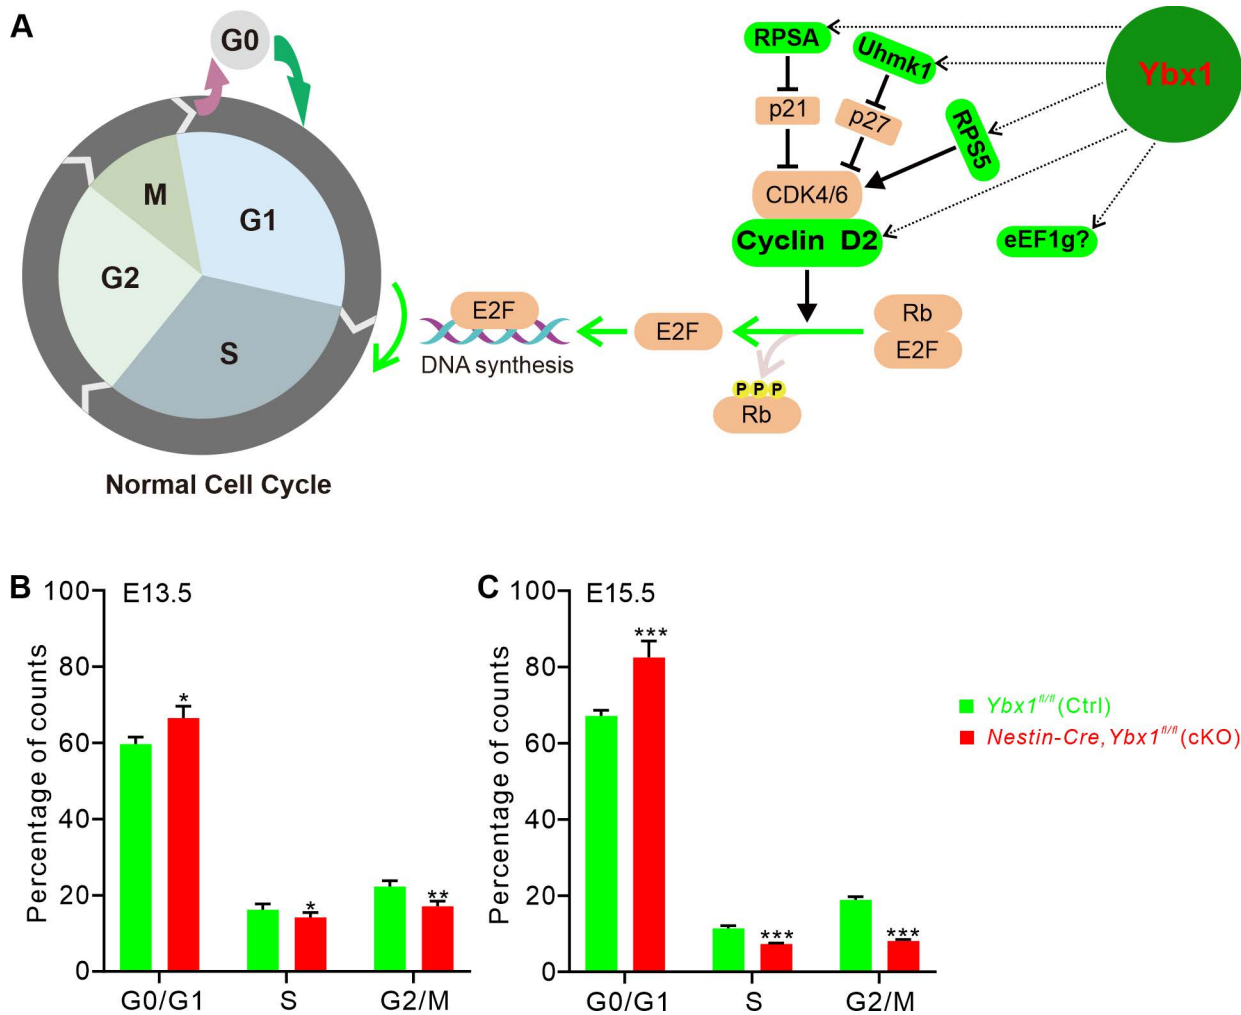 A
G0
M
G1
G2
S
Normal Cell Cycle
RPSA
Uhmk1
Ybx1
p21
p27
RPS5
CDK4/6
Cyclin D2
eEF1g?
E2F
DNA synthesis
E2F
Rb
E2F
P P P
Rb
B
E13.5
Percentage of counts
100
80
60
40
20
0
*
*
**
G0/G1
S
G2/M
C
E15.5
Percentage of counts
100
80
60
40
20
0
***
***
***
G0/G1
S
G2/M
Ybx1fl/fl (Ctrl)
Nestin-Cre, Ybx1fl/fl (cKO)